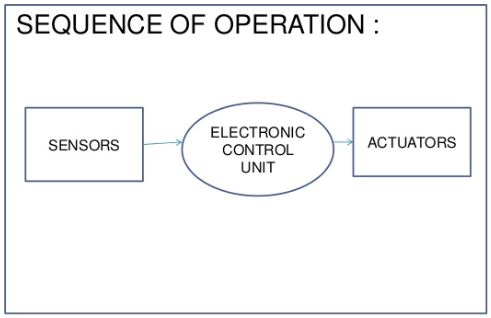 SEQUENCE OF OPERATION :
SENSORS
ELECTRONIC
CONTROL
UNIT
ACTUATORS